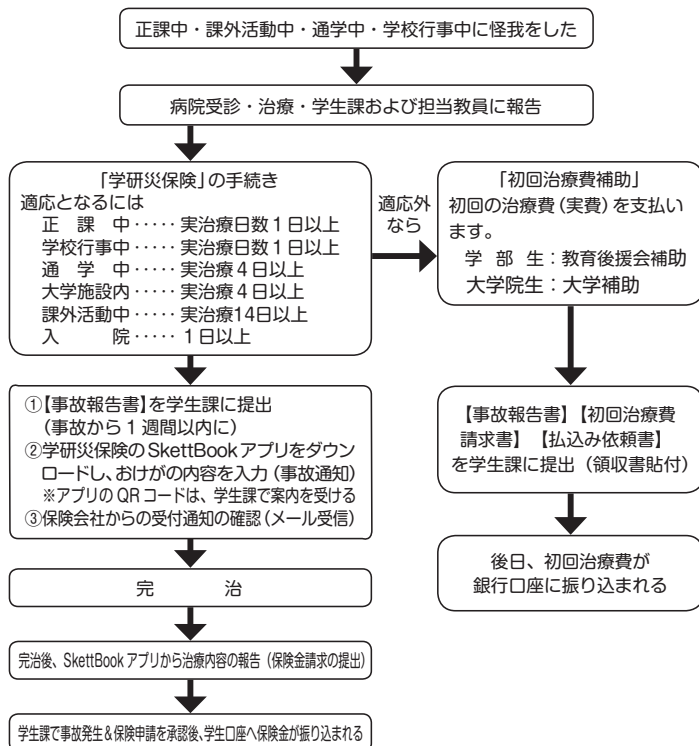 正課中・課外活動中・通学中・学校行事中に怪我をした
病院受診・治療・学生課および担当教員に報告
「学研災保険」の手続き
適応となるには
正課中‥‥‥実治療日数1日以上
学校行事中‥‥‥実治療日数1日以上
通学中‥‥‥実治療4日以上
大学施設内‥‥‥実治療4日以上
課外活動中‥‥‥実治療14日以上
入院‥‥‥1日以上
適応外
なら
「初回治療費補助」
初回の治療費(実費)を支払い
ます。
学部生:教育後援会補助
大学院生:大学補助
①【事故報告書】を学生課に提出
(事故から1週間以内に)
②学研災保険のSkettBookアプリをダウン
ロードし、おけがの内容を入力(事故通知)
※アプリのQRコードは、学生課で案内を受ける
③保険会社からの受付通知の確認(メール受信)
【事故報告書】【初回治療費
請求書】【払込み依頼書】
を学生課に提出(領収書貼付)
完治
後日、初回治療費が
銀行口座に振り込まれる
完治後、SkettBookアプリから治療内容の報告(保険金請求の提出)
学生課で事故発生&保険申請を承認後、学生口座へ保険金が振り込まれる